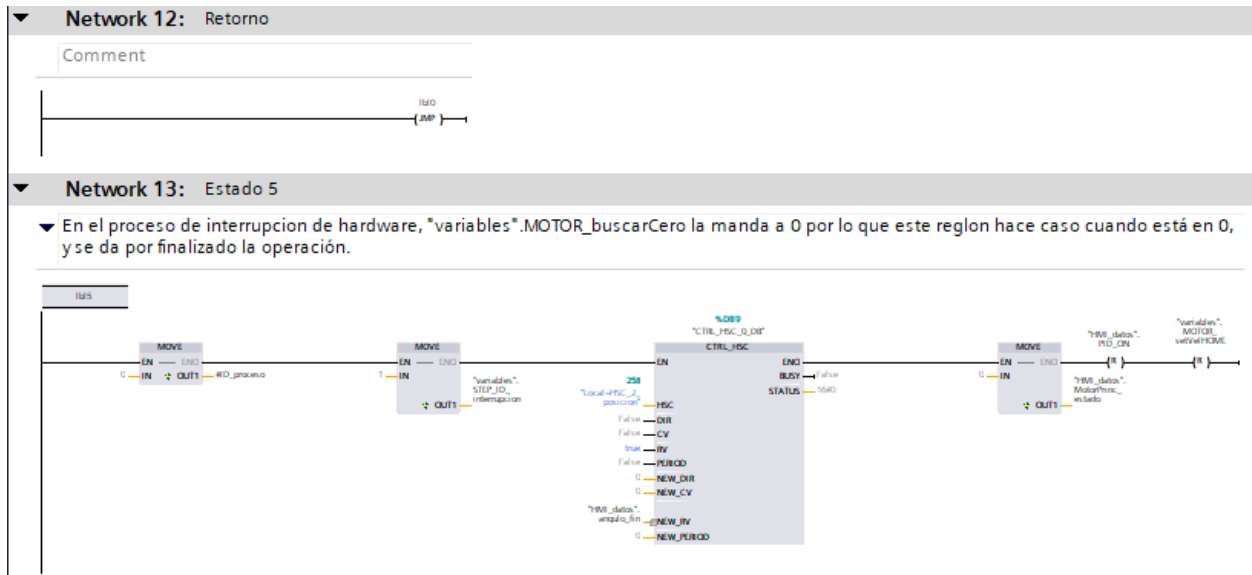 Network 12: Retorno
Comment
( JMP )
Network 13: Estado 5
En el proceso de interrupcion de hardware, "variables".MOTOR_buscarCero la manda a 0 por lo que este reglon hace caso cuando está en 0,
y se da por finalizado la operación.
%DB9
"CTRL_HSC_0_DB"
CTRL_HSC
"variables".
MOTOR_
setVelHOME
"HMI_datos".
PID_ON
MOVE
MOVE
MOVE
EN ENO
EN ENO
EN ENO
EN ENO
( R )
( R )
0 IN OUT1 #ID_proceso
1 IN
OUT1
"variables".
STEP_ID_
interrupcion
BUSY false
STATUS
258
"Local~HSC_2_
posicion" HSC
false DIR
false CV
true RV
false PERIOD
0 NEW_DIR
0 NEW_CV
"HMI_datos".
angulo_fin NEW_RV
0 NEW_PERIOD
0 IN
OUT1
"HMI_datos".
MotorPrinc_
estado